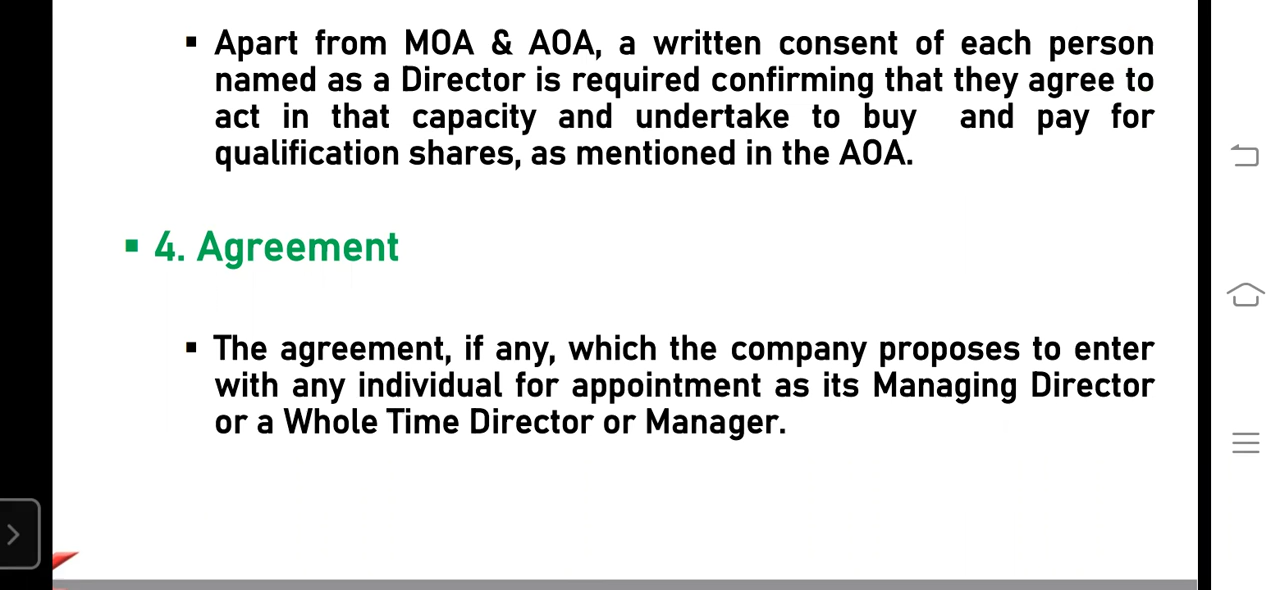 ▪ Apart from MOA & AOA, a written consent of each person
named as a Director is required confirming that they agree to
act in that capacity and undertake to buy and pay for
qualification shares, as mentioned in the AOA.
▪ 4. Agreement
▪ The agreement, if any, which the company proposes to enter
with any individual for appointment as its Managing Director
or a Whole Time Director or Manager.